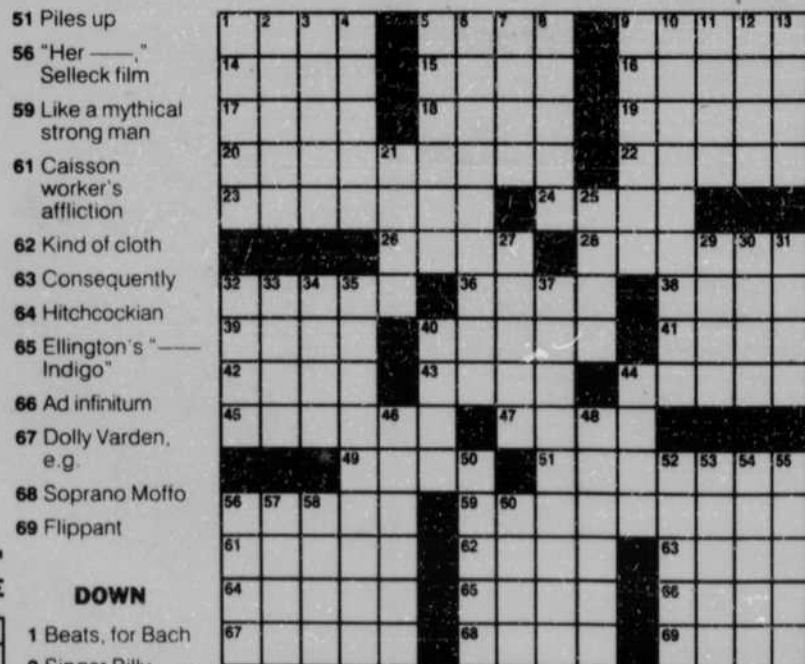 51 Piles up
56 "Her ——,"
Selleck film
59 Like a mythical
strong man
61 Caisson
worker's
affliction
62 Kind of cloth
63 Consequently
64 Hitchcockian
65 Ellington's "——
Indigo"
66 Ad infinitum
67 Dolly Varden,
e.g.
68 Soprano Moffo
69 Flippant
DOWN
1 Beats, for Bach
1 2 3 4 5 6 7 8 9 10 11 12 13
14 15 16
17 18 19
20 21 22
23 24 25
26 27 28 29 30 31
32 33 34 35 36 37 38
39 40 41
42 43 44
45 46 47 48
49 50 51 52 53 54 55
56 57 58 59 60
61 62 63
64 65 66
67 68 69